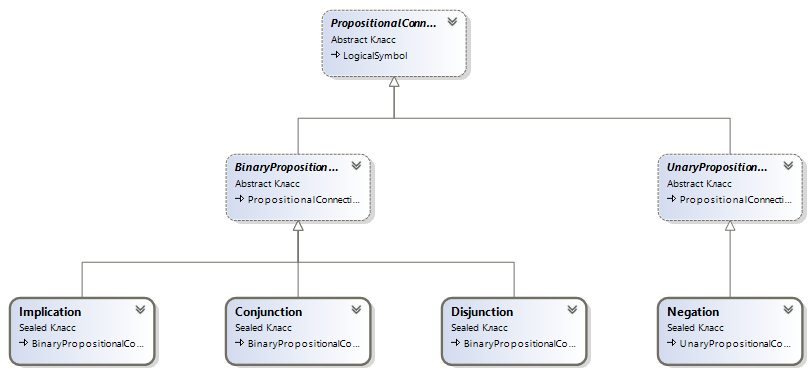 PropositionalConn...
Abstract Класс
LogicalSymbol
BinaryProposition...
Abstract Класс
PropositionalConnecti...
UnaryProposition...
Abstract Класс
PropositionalConnecti...
Implication
Sealed Класс
BinaryPropositionalCo...
Conjunction
Sealed Класс
BinaryPropositionalCo...
Disjunction
Sealed Класс
BinaryPropositionalCo...
Negation
Sealed Класс
UnaryPropositionalCo...